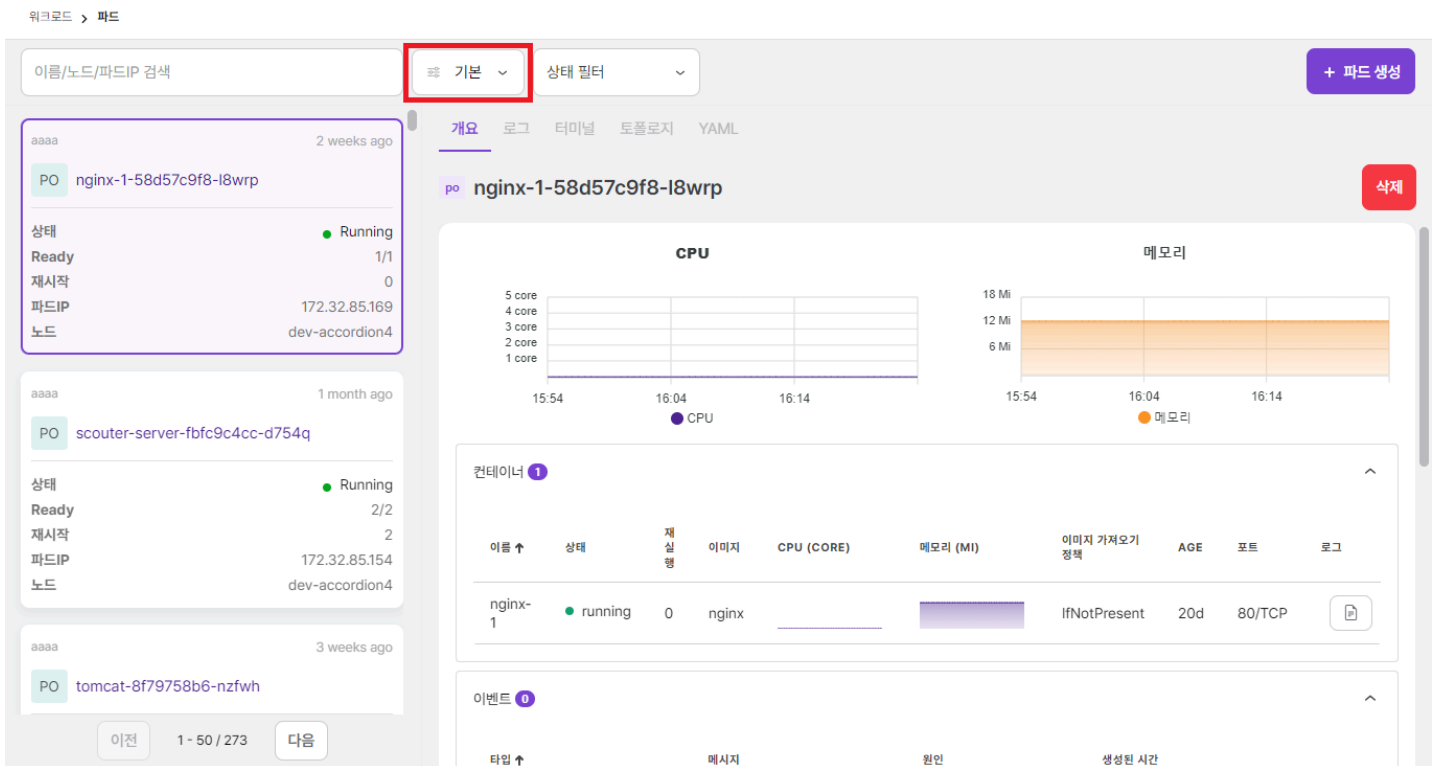 워크로드 > 파드
이름/노드/파드IP 검색
기본
상태 필터
+ 파드 생성
aaaa 2 weeks ago
PO nginx-1-58d57c9f8-l8wrp
상태 Running
Ready 1/1
재시작 0
파드IP 172.32.85.169
노드 dev-accordion4
aaaa 1 month ago
PO scouter-server-fbfc9c4cc-d754q
상태 Running
Ready 2/2
재시작 2
파드IP 172.32.85.154
노드 dev-accordion4
aaaa 3 weeks ago
PO tomcat-8f79758b6-nzfwh
이전 1 - 50 / 273 다음
개요 로그 터미널 토폴로지 YAML
po nginx-1-58d57c9f8-l8wrp
삭제
CPU
5 core
4 core
3 core
2 core
1 core
15:54 16:04 16:14
CPU
메모리
18 Mi
12 Mi
6 Mi
15:54 16:04 16:14
메모리
컨테이너 1
이름 상태 재실행 이미지 CPU (CORE) 메모리 (MI) 이미지 가져오기 정책 AGE 포트 로그
nginx-1 running 0 nginx IfNotPresent 20d 80/TCP
이벤트 0
타입 메시지 원인 생성된 시간